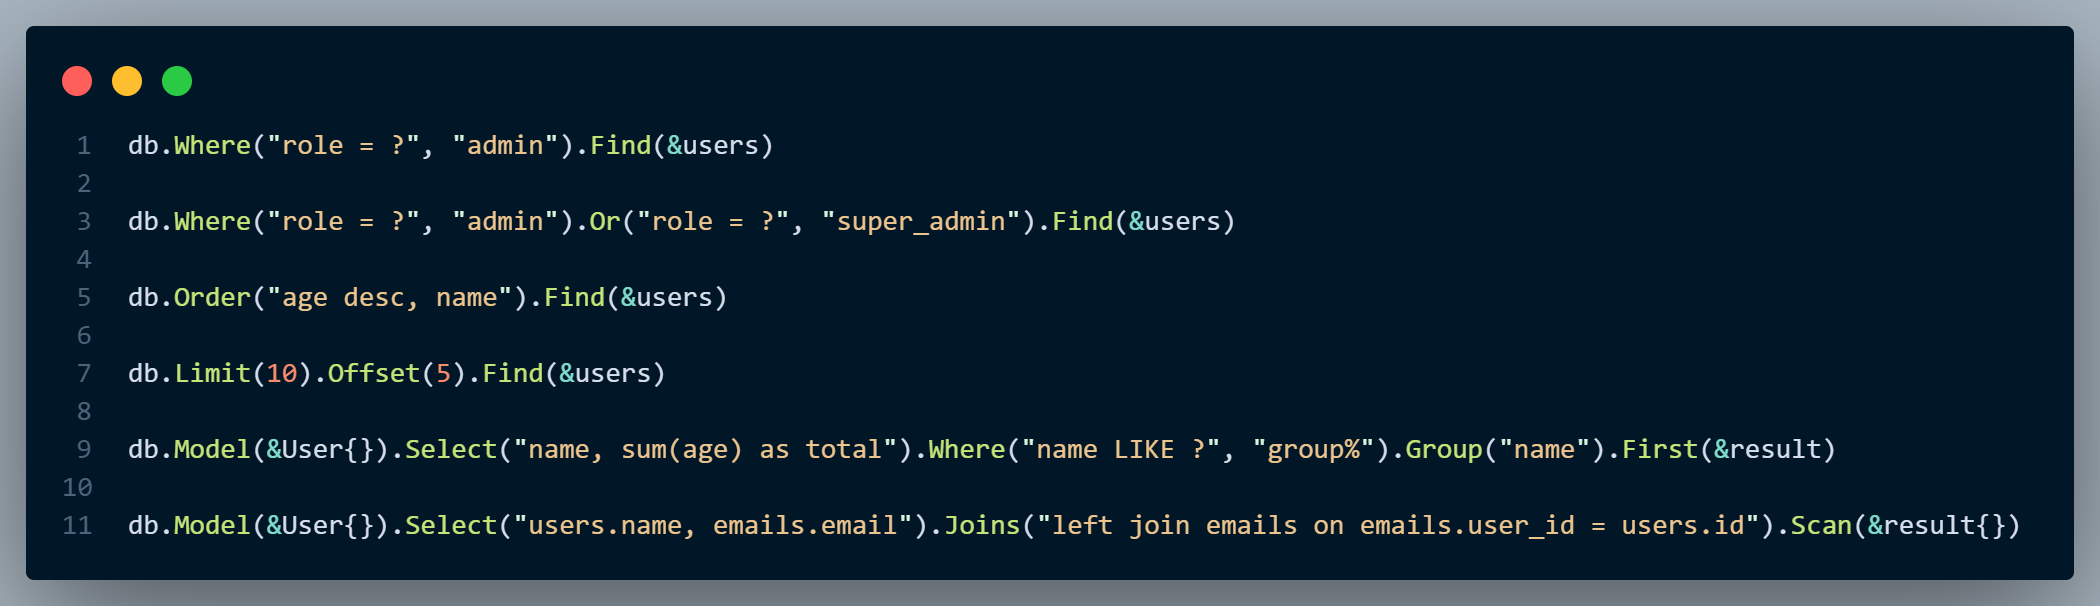 1 db.Where("role = ?", "admin").Find(&users)
2
3 db.Where("role = ?", "admin").Or("role = ?", "super_admin").Find(&users)
4
5 db.Order("age desc, name").Find(&users)
6
7 db.Limit(10).Offset(5).Find(&users)
8
9 db.Model(&User{}).Select("name, sum(age) as total").Where("name LIKE ?", "group%").Group("name").First(&result)
10
11 db.Model(&User{}).Select("users.name, emails.email").Joins("left join emails on emails.user_id = users.id").Scan(&result{})